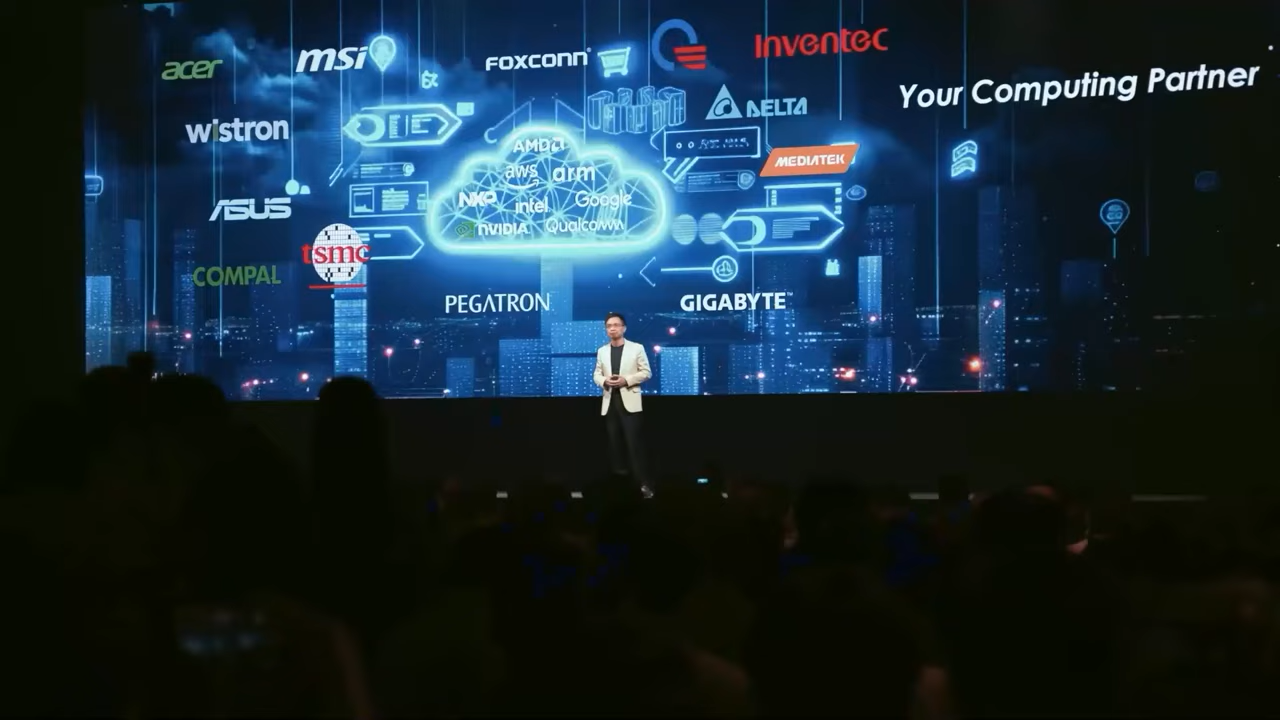 acer
msi
FOXCONN
Inventec
Your Computing Partner
wistron
DELTA
MEDIATEK
AMD
aws
arm
NXP
intel
Google
NVIDIA
Qualcomm
ASUS
tsmc
COMPAL
PEGATRON
GIGABYTE™